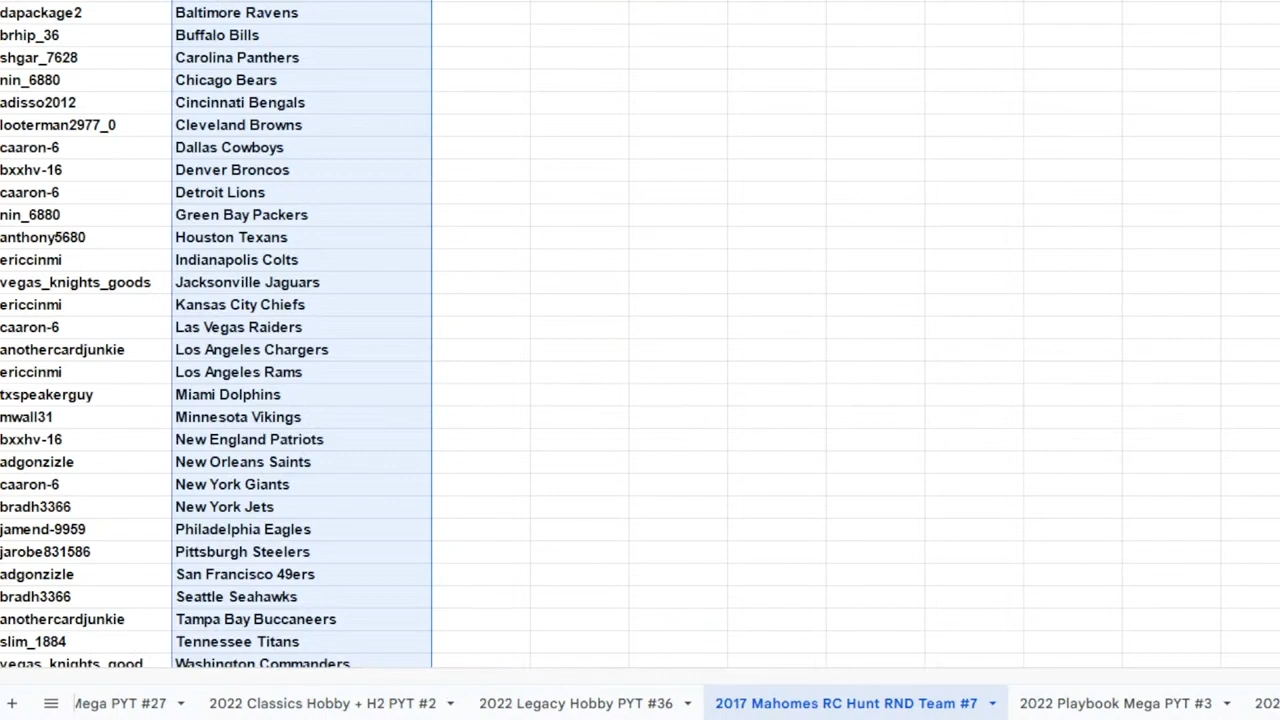 dapackage2 Baltimore Ravens
brhip_36 Buffalo Bills
shgar_7628 Carolina Panthers
nin_6880 Chicago Bears
adisso2012 Cincinnati Bengals
looterman2977_0 Cleveland Browns
caaron-6 Dallas Cowboys
bxxhv-16 Denver Broncos
caaron-6 Detroit Lions
nin_6880 Green Bay Packers
anthony5680 Houston Texans
ericcinmi Indianapolis Colts
vegas_knights_goods Jacksonville Jaguars
ericcinmi Kansas City Chiefs
caaron-6 Las Vegas Raiders
anothercardjunkie Los Angeles Chargers
ericcinmi Los Angeles Rams
txspeakerguy Miami Dolphins
mwall31 Minnesota Vikings
bxxhv-16 New England Patriots
adgonzizle New Orleans Saints
caaron-6 New York Giants
bradh3366 New York Jets
jamend-9959 Philadelphia Eagles
jarobe831586 Pittsburgh Steelers
adgonzizle San Francisco 49ers
bradh3366 Seattle Seahawks
anothercardjunkie Tampa Bay Buccaneers
slim_1884 Tennessee Titans
vegas_knights_good Washington Commanders
Mega PYT #27 2022 Classics Hobby + H2 PYT #2 2022 Legacy Hobby PYT #36 2017 Mahomes RC Hunt RND Team #7 2022 Playbook Mega PYT #3 202